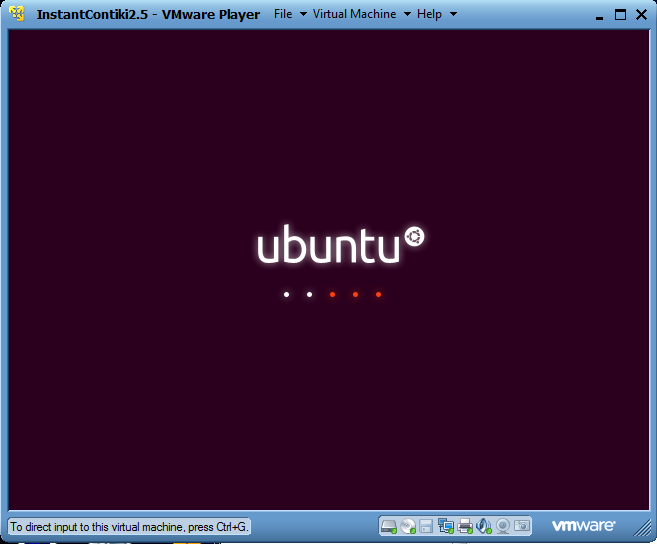 InstantContiki2.5 - VMware Player File Virtual Machine Help
ubuntu
To direct input to this virtual machine, press Ctrl+G.
vmware